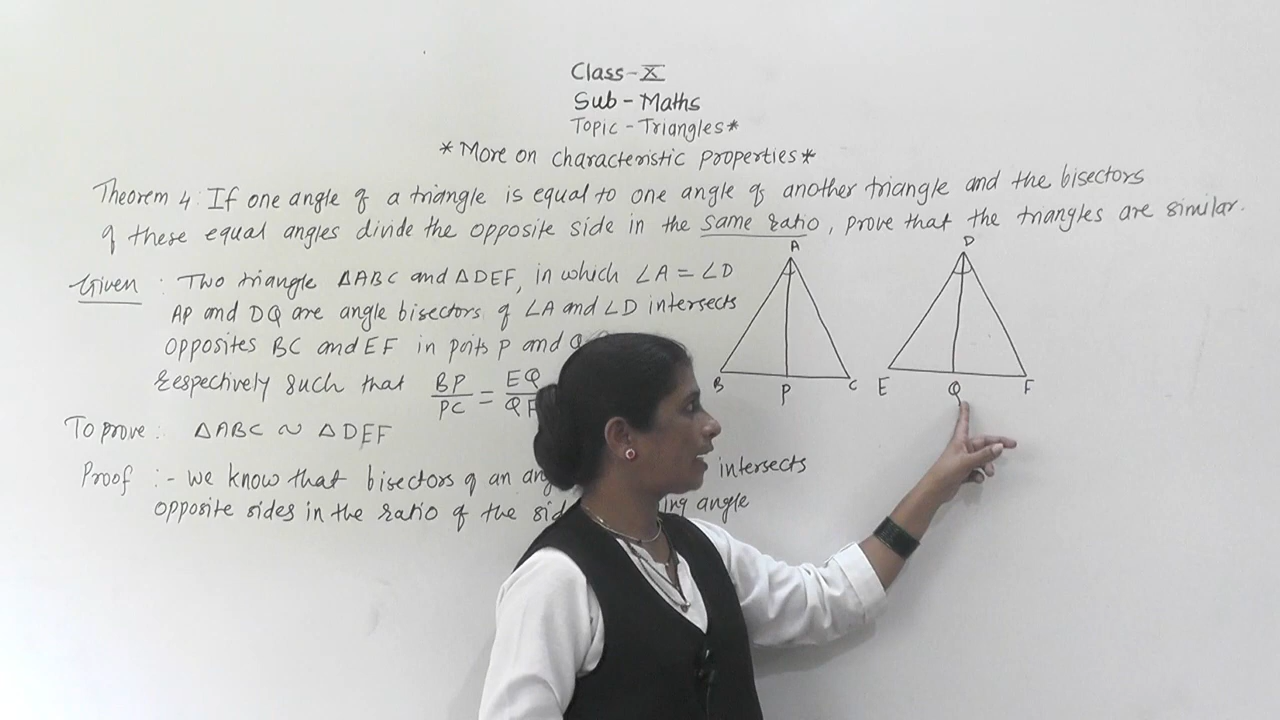 Class-X
Sub-Maths
Topic-Triangles*
*More on characteristic properties*
Theorem 4: If one angle of a triangle is equal to one angle of another triangle and the bisectors
of these equal angles divide the opposite side in the same ratio, prove that the triangles are similar.
Given : Two triangle ΔABC and ΔDEF, in which ∠A = ∠D
AP and DQ are angle bisectors of ∠A and ∠D intersects
opposites BC and EF in poits P and Q
respectively such that BP/PC = EQ/QF
To prove: ΔABC ~ ΔDEF
Proof :- we know that bisectors of an intersects
opposite sides in the ratio of the angle
A
B
P
C
D
E
Q
F